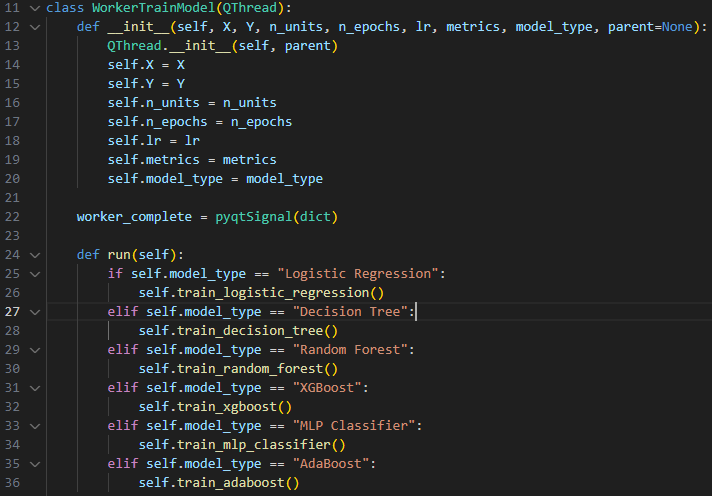 11 class WorkerTrainModel(QThread):
12     def __init__(self, X, Y, n_units, n_epochs, lr, metrics, model_type, parent=None):
13         QThread.__init__(self, parent)
14         self.X = X
15         self.Y = Y
16         self.n_units = n_units
17         self.n_epochs = n_epochs
18         self.lr = lr
19         self.metrics = metrics
20         self.model_type = model_type
21
22     worker_complete = pyqtSignal(dict)
23
24     def run(self):
25         if self.model_type == "Logistic Regression":
26             self.train_logistic_regression()
27         elif self.model_type == "Decision Tree":
28             self.train_decision_tree()
29         elif self.model_type == "Random Forest":
30             self.train_random_forest()
31         elif self.model_type == "XGBoost":
32             self.train_xgboost()
33         elif self.model_type == "MLP Classifier":
34             self.train_mlp_classifier()
35         elif self.model_type == "AdaBoost":
36             self.train_adaboost()